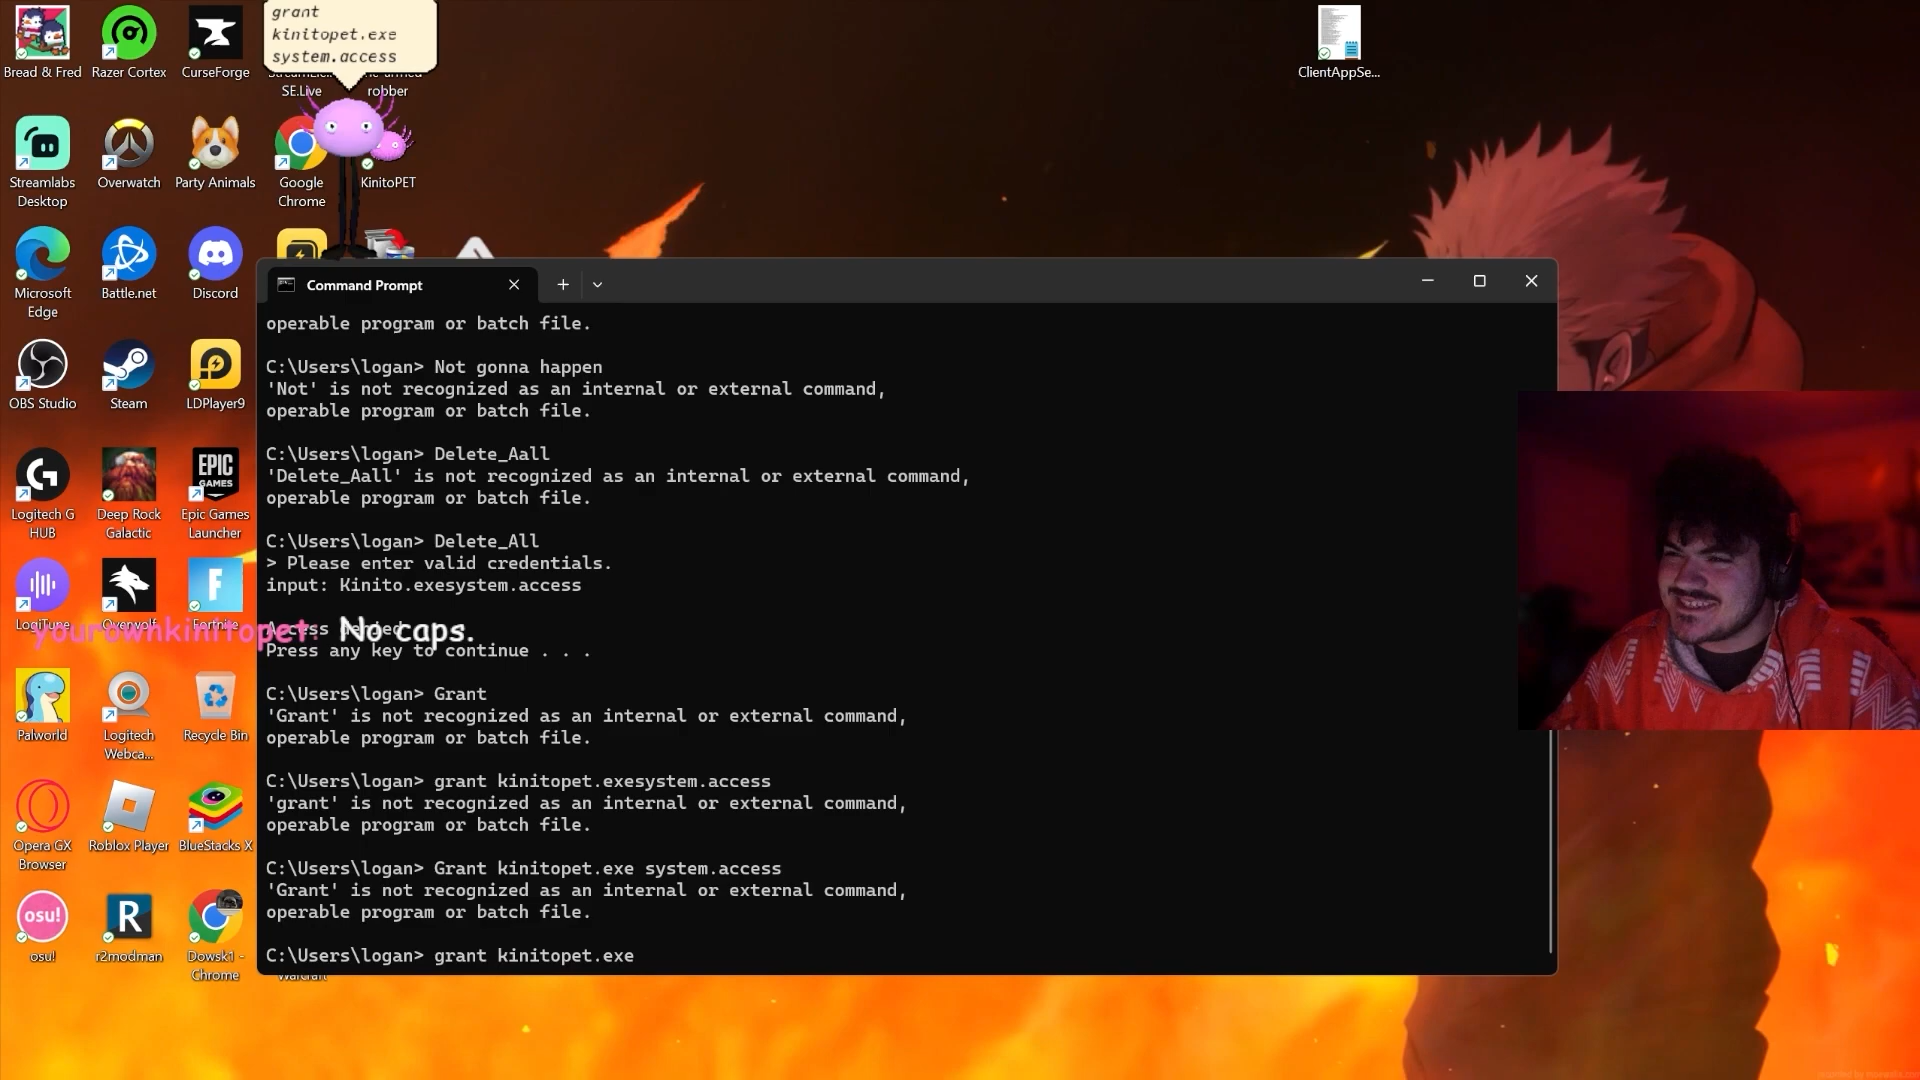 grant
kinitopet.exe
system.access
Bread & Fred
Razer Cortex
CurseForge
SE.Live
robber
ClientAppSe...
Streamlabs
Desktop
Overwatch
Party Animals
Google
Chrome
KinitoPET
Microsoft
Edge
Battle.net
Discord
Command Prompt
OBS Studio
Steam
LDPlayer9
Logitech G
HUB
Deep Rock
Galactic
EPIC
GAMES
Epic Games
Launcher
LogiTune
Overwolf
Fortnite
Palworld
Logitech
Webca...
Recycle Bin
Opera GX
Browser
Roblox Player
BlueStacks X
osu!
osu!
r2modman
Dowsk1 -
Chrome
Warcraft
operable program or batch file.
C:\Users\logan> Not gonna happen
'Not' is not recognized as an internal or external command,
operable program or batch file.
C:\Users\logan> Delete_Aall
'Delete_Aall' is not recognized as an internal or external command,
operable program or batch file.
C:\Users\logan> Delete_All
> Please enter valid credentials.
input: Kinito.exesystem.access
Access denied
yourownkinitopet: No caps.
Press any key to continue . . .
C:\Users\logan> Grant
'Grant' is not recognized as an internal or external command,
operable program or batch file.
C:\Users\logan> grant kinitopet.exesystem.access
'grant' is not recognized as an internal or external command,
operable program or batch file.
C:\Users\logan> Grant kinitopet.exe system.access
'Grant' is not recognized as an internal or external command,
operable program or batch file.
C:\Users\logan> grant kinitopet.exe